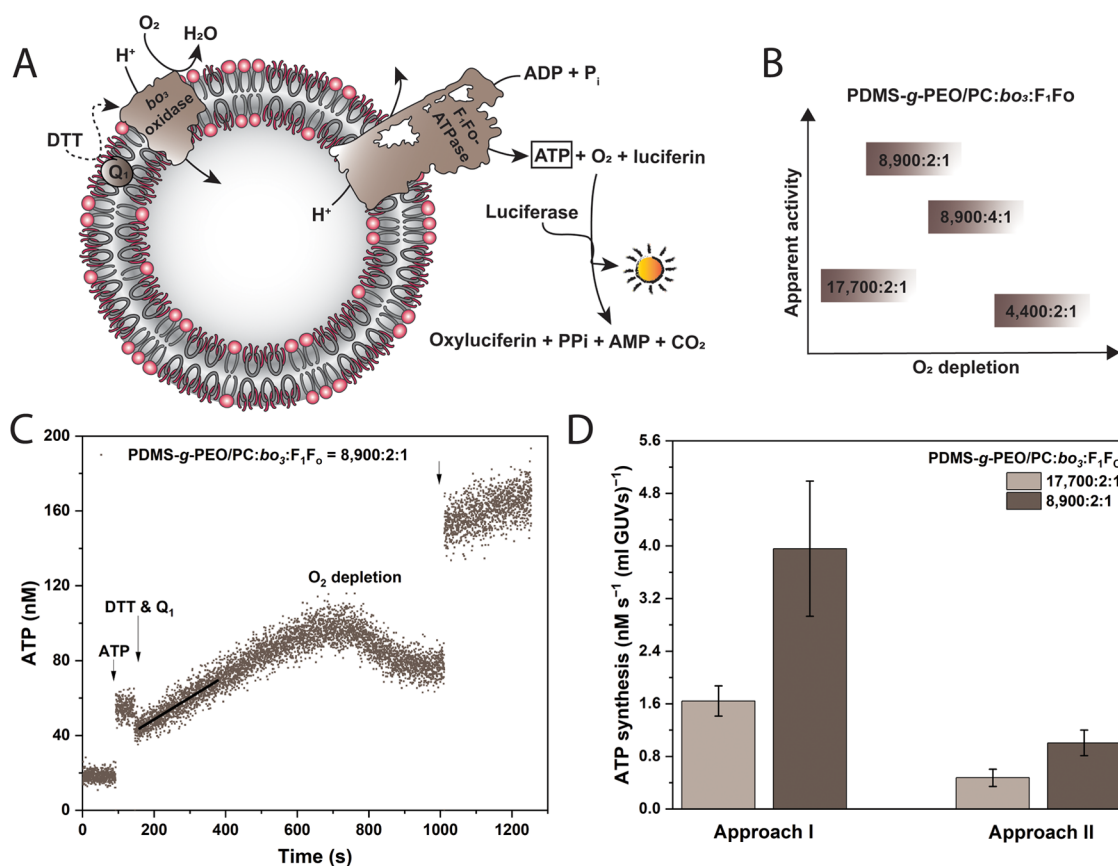 A
O₂
H₂O
H⁺
bo₃
oxidase
DTT
Q₁
ADP + Pᵢ
F₁Fo-
ATPase
ATP + O₂ + luciferin
H⁺
Luciferase
Oxyluciferin + PPi + AMP + CO₂
B
PDMS-g-PEO/PC:bo₃:F₁Fo
Apparent activity
8,900:2:1
8,900:4:1
17,700:2:1
4,400:2:1
O₂ depletion
C
PDMS-g-PEO/PC:bo₃:F₁Fₒ = 8,900:2:1
ATP (nM)
200
160
120
80
40
0
ATP
DTT & Q₁
O₂ depletion
0 200 400 600 800 1000 1200
Time (s)
D
PDMS-g-PEO/PC:bo₃:F₁Fₒ
17,700:2:1
8,900:2:1
ATP synthesis (nM s⁻¹ (ml GUVs)⁻¹)
5.6
4.8
4.0
3.2
2.4
1.6
0.8
0.0
Approach I
Approach II